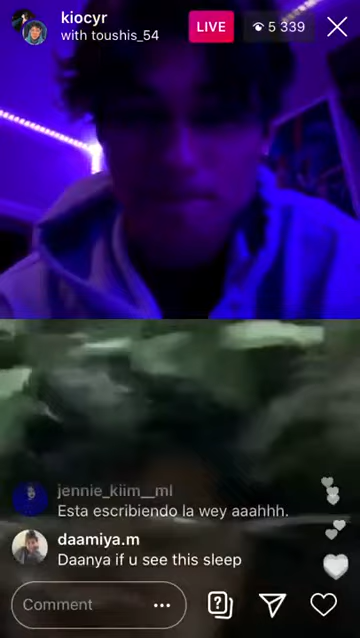 kiocyr
with toushis_54
LIVE
5 339
jennie_kiim__ml
Esta escribiendo la wey aaahhh.
daamiya.m
Daanya if u see this sleep
Comment